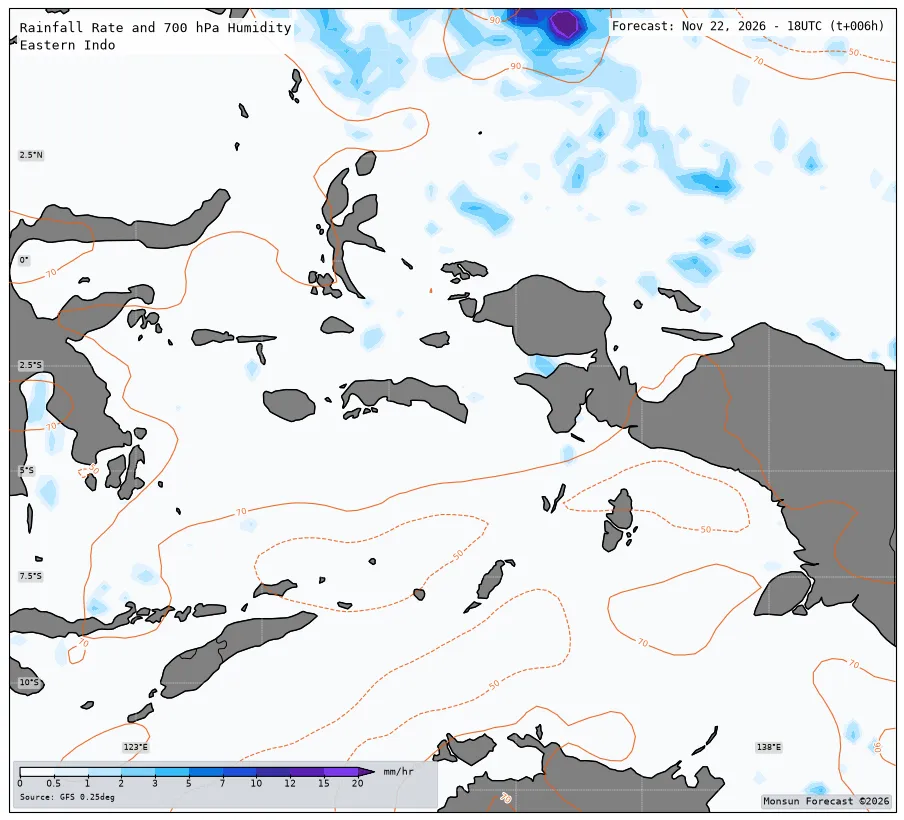 Rainfall Rate and 700 hPa Humidity
Eastern Indo
Forecast: Nov 22, 2026 - 18UTC (t+006h)
90
50
70
90
2.5°N
0°
70
2.5°S
70
5°S
50
70
50
50
7.5°S
70
70
70
10°S
50
123°E
138°E
90
mm/hr
0 0.5 1 2 3 5 7 10 12 15 20
Source: GFS 0.25deg
70
Monsun Forecast ©2026